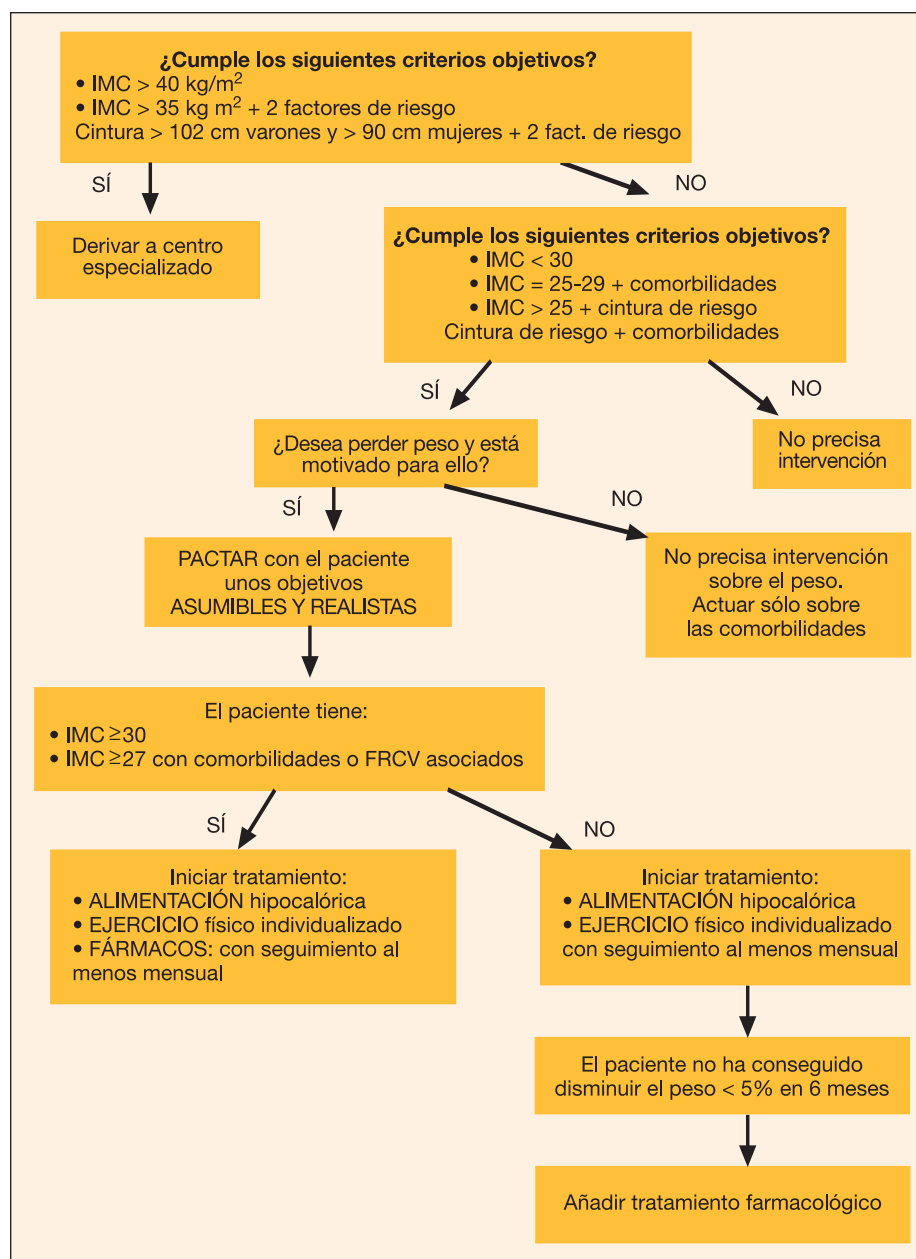 ¿Cumple los siguientes criterios objetivos?
• IMC > 40 kg/m²
• IMC > 35 kg m² + 2 factores de riesgo
Cintura > 102 cm varones y > 90 cm mujeres + 2 fact. de riesgo
SÍ
NO
Derivar a centro
especializado
¿Cumple los siguientes criterios objetivos?
• IMC < 30
• IMC = 25-29 + comorbilidades
• IMC > 25 + cintura de riesgo
Cintura de riesgo + comorbilidades
SÍ
NO
¿Desea perder peso y está
motivado para ello?
No precisa
intervención
SÍ
NO
PACTAR con el paciente
unos objetivos
ASUMIBLES Y REALISTAS
No precisa intervención
sobre el peso.
Actuar sólo sobre
las comorbilidades
El paciente tiene:
• IMC ≥30
• IMC ≥27 con comorbilidades o FRCV asociados
SÍ
NO
Iniciar tratamiento:
• ALIMENTACIÓN hipocalórica
• EJERCICIO físico individualizado
• FÁRMACOS: con seguimiento al
menos mensual
Iniciar tratamiento:
• ALIMENTACIÓN hipocalórica
• EJERCICIO físico individualizado
con seguimiento al menos mensual
El paciente no ha conseguido
disminuir el peso < 5% en 6 meses
Añadir tratamiento farmacológico